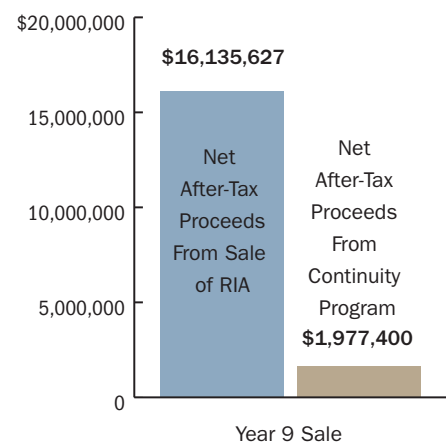 $20,000,000
15,000,000
10,000,000
5,000,000
0
$16,135,627
Net
After-Tax
Proceeds
From Sale
of RIA
Net
After-Tax
Proceeds
From
Continuity
Program
$1,977,400
Year 9 Sale